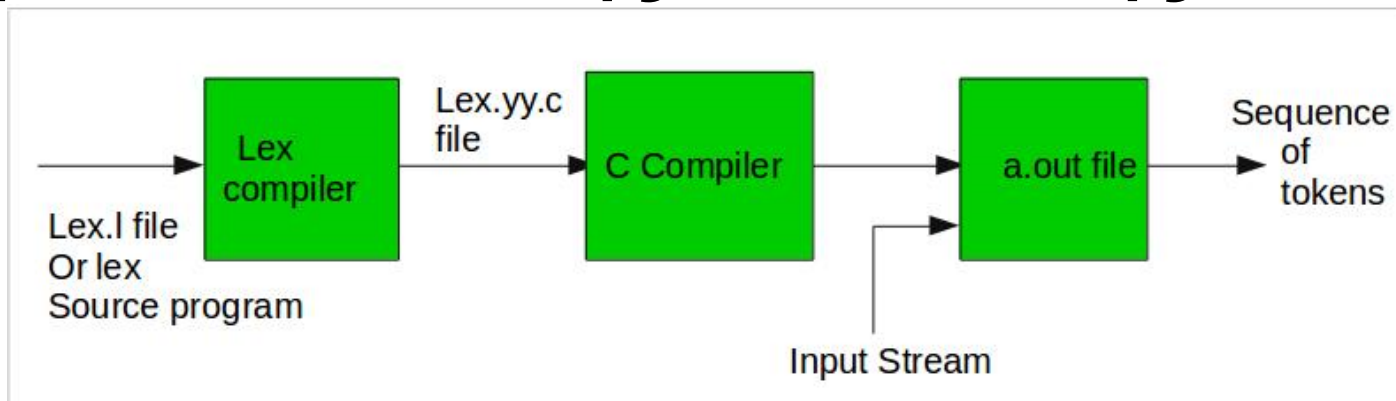 Lex.l file
Or lex
Source program
Lex
compiler
Lex.yy.c
file
C Compiler
a.out file
Input Stream
Sequence
of
tokens